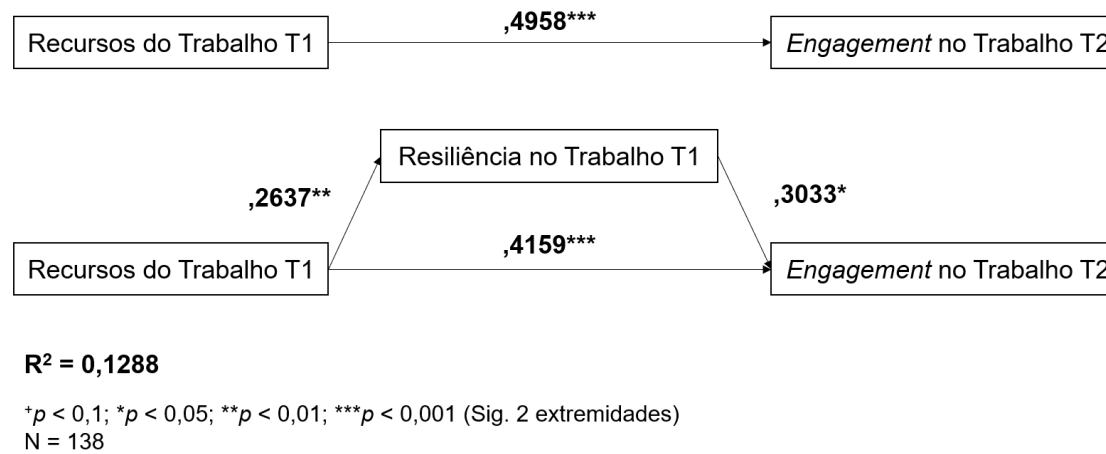 ,4958***
Recursos do Trabalho T1
Engagement no Trabalho T2
Resiliência no Trabalho T1
,2637**
,3033*
,4159***
Recursos do Trabalho T1
Engagement no Trabalho T2
R² = 0,1288
⁺p < 0,1; *p < 0,05; **p < 0,01; ***p < 0,001 (Sig. 2 extremidades)
N = 138